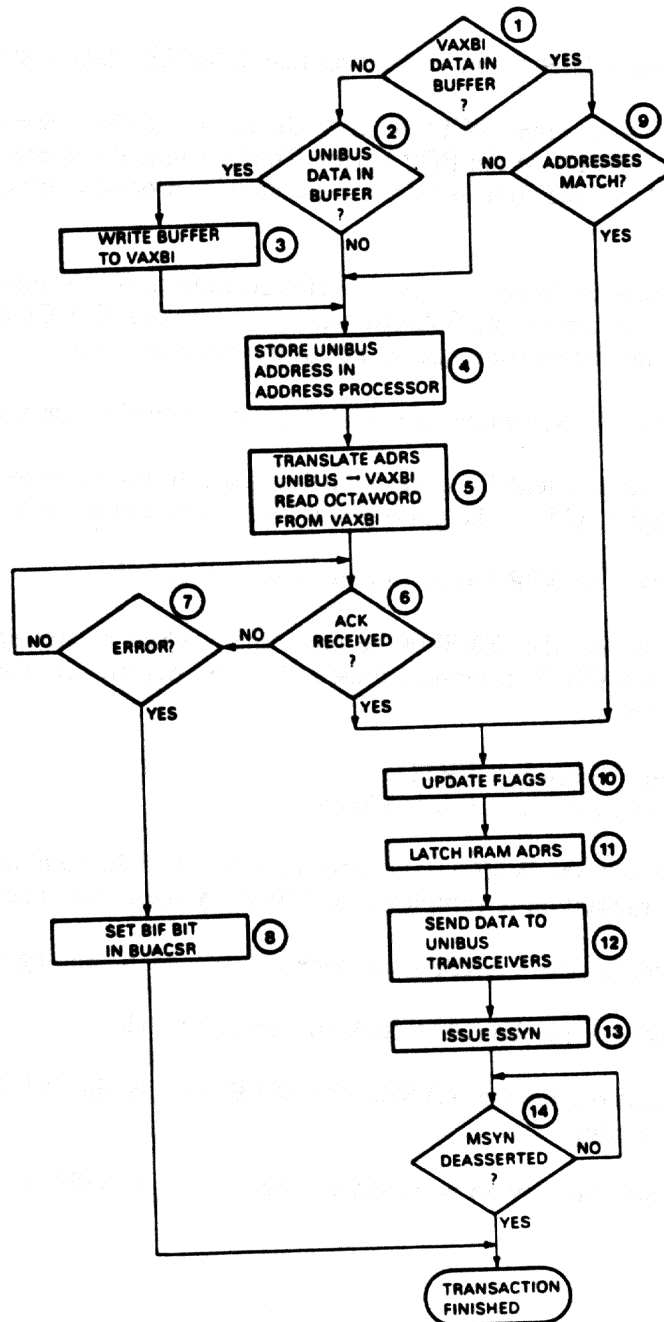 1
VAXBI
DATA IN
BUFFER
?
NO
YES
2
UNIBUS
DATA IN
BUFFER
?
YES
NO
9
ADDRESSES
MATCH?
NO
YES
WRITE BUFFER
TO VAXBI
3
STORE UNIBUS
ADDRESS IN
ADDRESS PROCESSOR
4
TRANSLATE ADRS
UNIBUS → VAXBI
READ OCTAWORD
FROM VAXBI
5
6
ACK
RECEIVED
?
NO
YES
7
ERROR?
NO
YES
UPDATE FLAGS
10
LATCH IRAM ADRS
11
SET BIF BIT
IN BUACSR
8
SEND DATA TO
UNIBUS
TRANSCEIVERS
12
ISSUE SSYN
13
14
MSYN
DEASSERTED
?
NO
YES
TRANSACTION
FINISHED